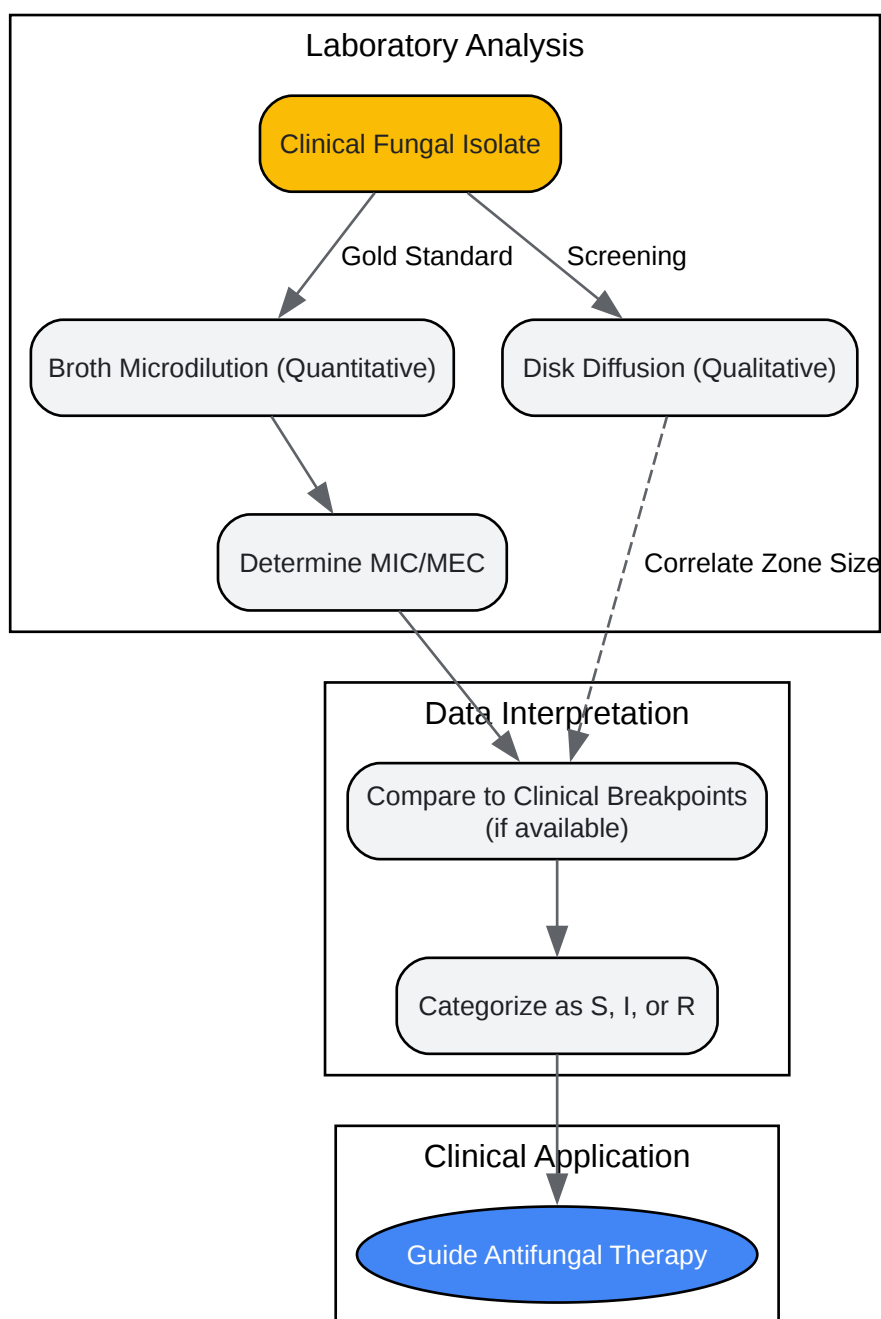 Laboratory Analysis
Clinical Fungal Isolate
Gold Standard
Screening
Broth Microdilution (Quantitative)
Disk Diffusion (Qualitative)
Determine MIC/MEC
Correlate Zone Size
Data Interpretation
Compare to Clinical Breakpoints
(if available)
Categorize as S, I, or R
Clinical Application
Guide Antifungal Therapy